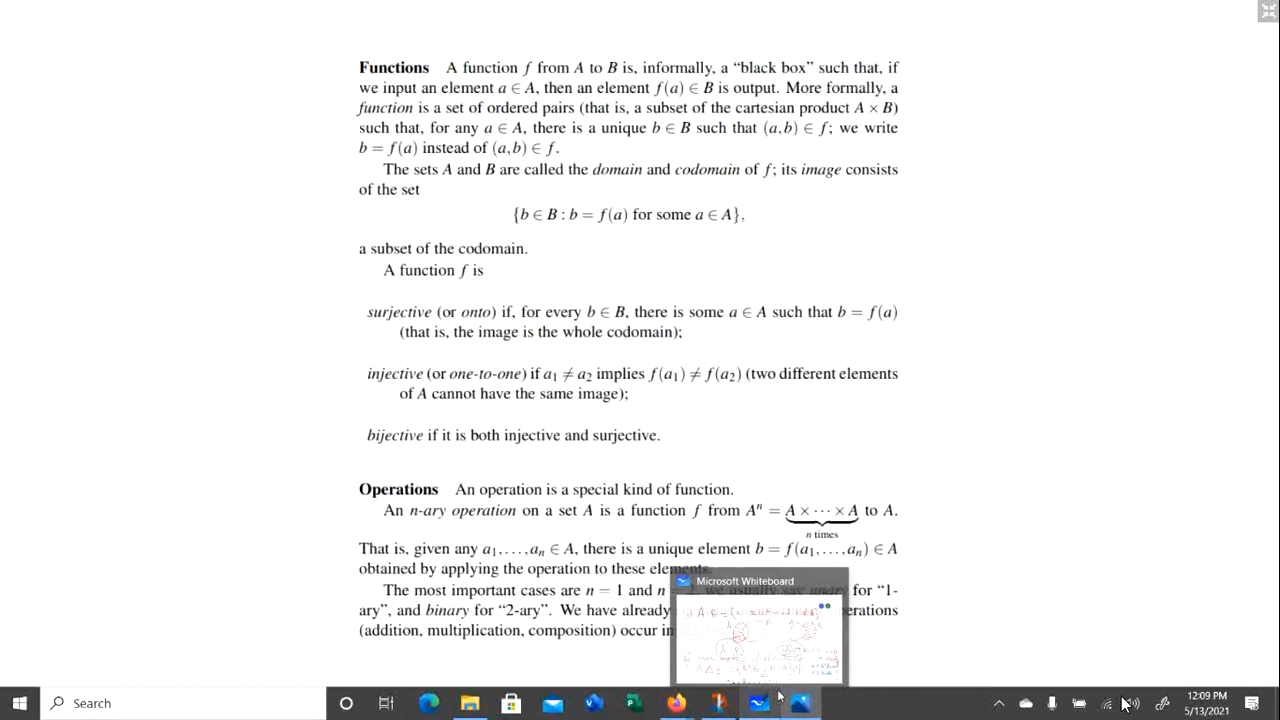 Functions A function f from A to B is, informally, a “black box” such that, if
we input an element a ∈ A, then an element f(a) ∈ B is output. More formally, a
function is a set of ordered pairs (that is, a subset of the cartesian product A × B)
such that, for any a ∈ A, there is a unique b ∈ B such that (a,b) ∈ f; we write
b = f(a) instead of (a,b) ∈ f.
The sets A and B are called the domain and codomain of f; its image consists
of the set
{b ∈ B : b = f(a) for some a ∈ A},
a subset of the codomain.
A function f is
surjective (or onto) if, for every b ∈ B, there is some a ∈ A such that b = f(a)
(that is, the image is the whole codomain);
injective (or one-to-one) if a₁ ≠ a₂ implies f(a₁) ≠ f(a₂) (two different elements
of A cannot have the same image);
bijective if it is both injective and surjective.
Operations An operation is a special kind of function.
An n-ary operation on a set A is a function f from Aⁿ = A × ··· × A to A.
n times
That is, given any a₁,...,aₙ ∈ A, there is a unique element b = f(a₁,...,aₙ) ∈ A
obtained by applying the operation to these elements.
Microsoft Whiteboard
The most important cases are n = 1 and n for “1-
ary”, and binary for “2-ary”. We have already erations
(addition, multiplication, composition) occur in
Search
12:09 PM
5/13/2021